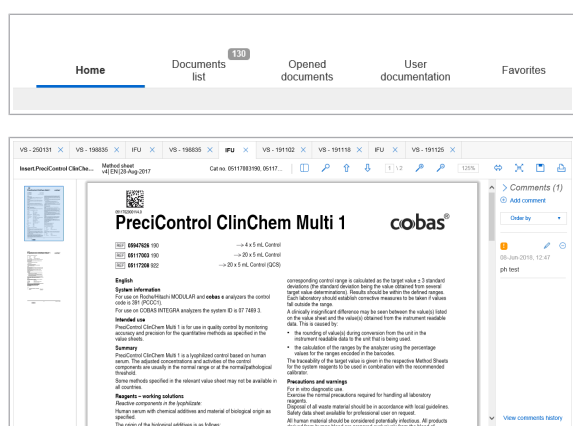 130
Home
Documents list
Opened documents
User documentation
Favorites
VS - 250131 VS - 198835 IFU VS - 198835 IFU VS - 191102 VS - 191118 IFU VS - 191125
Insert.PreciControl ClinChe...
Method sheet
v4| EN|28-Aug-2017
Cat no. 05117003190, 05117...
1 \ 2
125%
PreciControl ClinChem Multi 1
cobas®
REF 05947626 190 --> 4 x 5 mL Control
REF 05117003 190 --> 20 x 5 mL Control
REF 05117208 922 --> 20 x 5 mL Control (QCS)
English
System information
For use on Roche/Hitachi MODULAR and cobas c analyzers the control
code is 391 (PCCC1).
For use on COBAS INTEGRA analyzers the system ID is 07 7469 3.
Intended use
PreciControl ClinChem Multi 1 is for use in quality control by monitoring
accuracy and precision for the quantitative methods as specified in the
value sheets.
Summary
PreciControl ClinChem Multi 1 is a lyophilized control based on human
serum. The adjusted concentrations and activities of the control
components are usually in the normal range or at the normal/pathological
threshold.
Some methods specified in the relevant value sheet may not be available in
all countries.
Reagents – working solutions
Reactive components in the lyophilizate:
Human serum with chemical additives and material of biological origin as
specified.
The origin of the biological additives is as follows:
corresponding control range is calculated as the target value ± 3 standard
deviations (the standard deviation being the value obtained from several
target value determinations). Results should be within the defined ranges.
Each laboratory should establish corrective measures to be taken if values
fall outside the range.
A clinically insignificant difference may be seen between the value(s) listed
on the value sheet and the value(s) obtained from the instrument readable
data. This is caused by:
• the rounding of value(s) during conversion from the unit in the
instrument readable data to the unit that is being used.
• the calculation of the ranges by the analyzer using the percentage
values for the ranges encoded in the barcodes.
The traceability of the target value is given in the respective Method Sheets
for the system reagents to be used in combination with the recommended
calibrator.
Precautions and warnings
For in vitro diagnostic use.
Exercise the normal precautions required for handling all laboratory
reagents.
Disposal of all waste material should be in accordance with local guidelines.
Safety data sheet available for professional user on request.
All human material should be considered potentially infectious. All products
Comments (1)
Add comment
Order by
08-Jun-2018, 12:47
ph test
View comments history